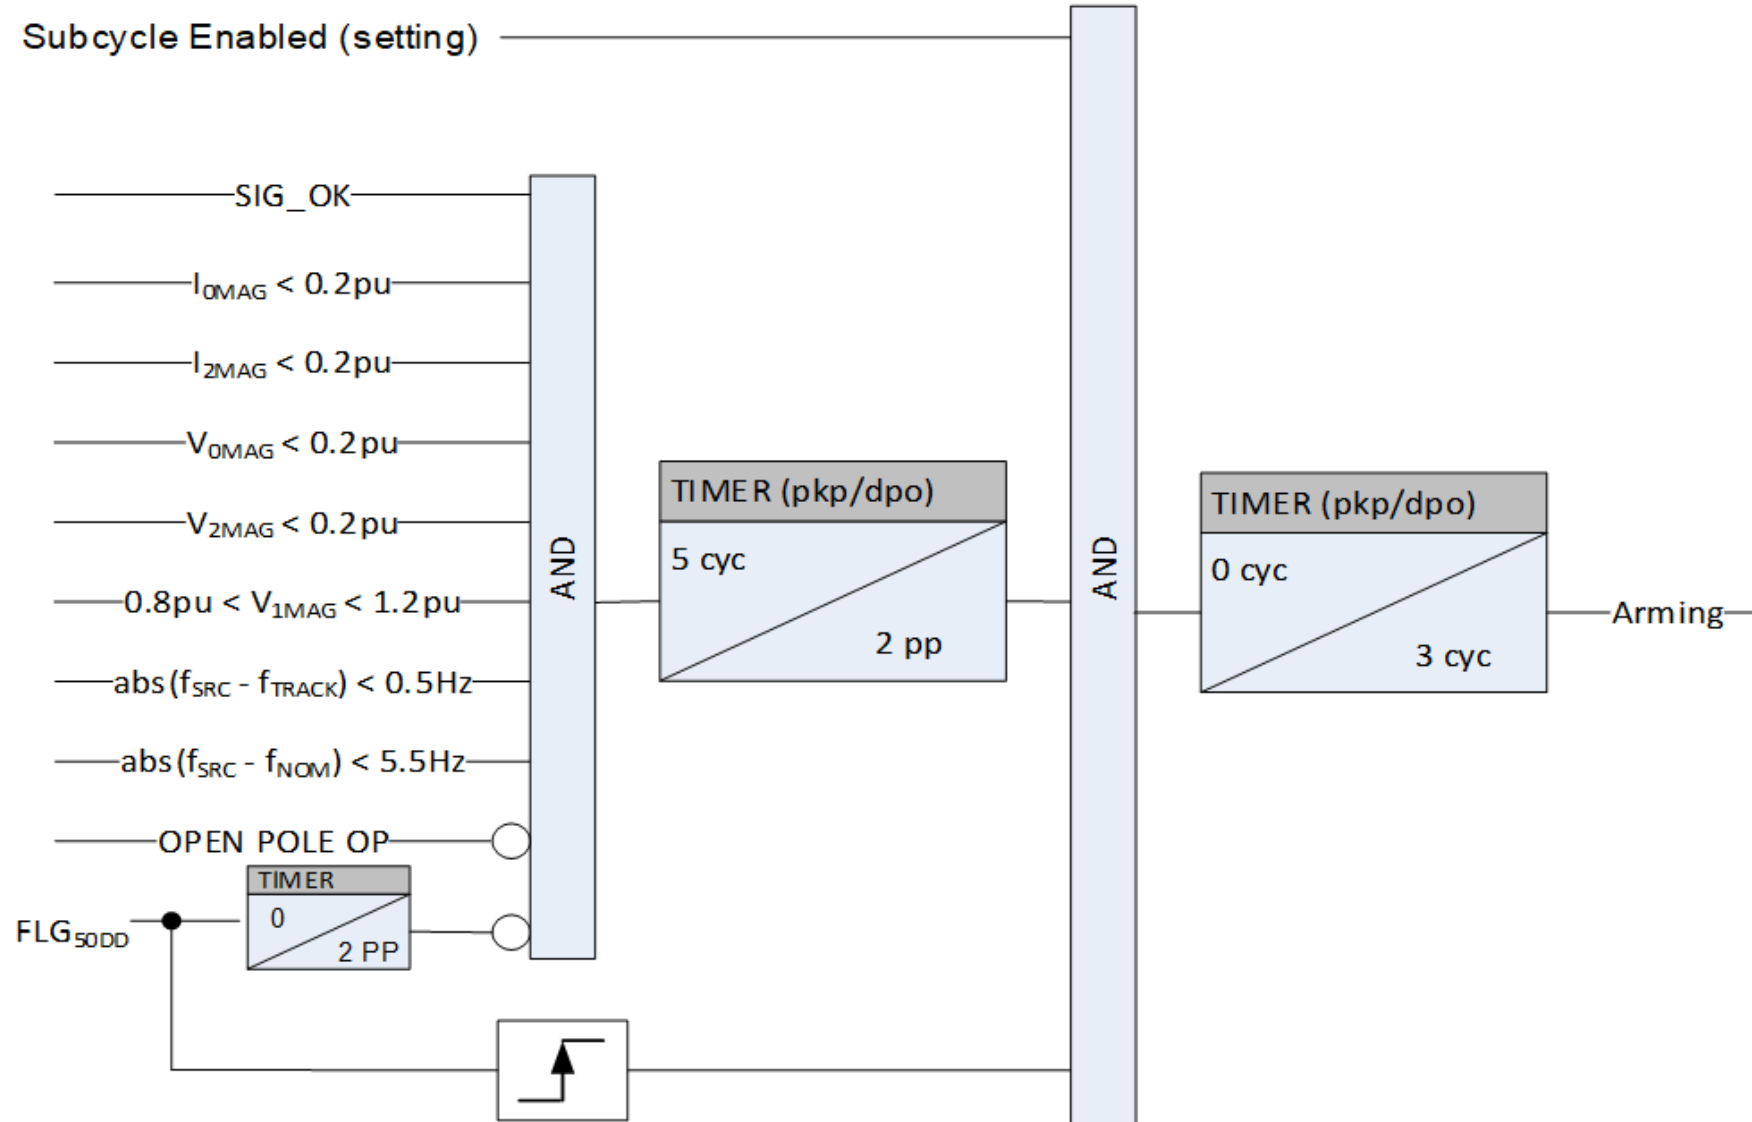 Subcycle Enabled (setting)
SIG_OK
I0MAG < 0.2pu
I2MAG < 0.2pu
V0MAG < 0.2pu
V2MAG < 0.2pu
0.8pu < V1MAG < 1.2pu
abs(fSRC - fTRACK) < 0.5Hz
abs(fSRC - fNOM) < 5.5Hz
OPEN POLE OP
FLG50DD
TIMER
0
2 PP
AND
TIMER (pkp/dpo)
5 cyc
2 pp
AND
TIMER (pkp/dpo)
0 cyc
3 cyc
Arming